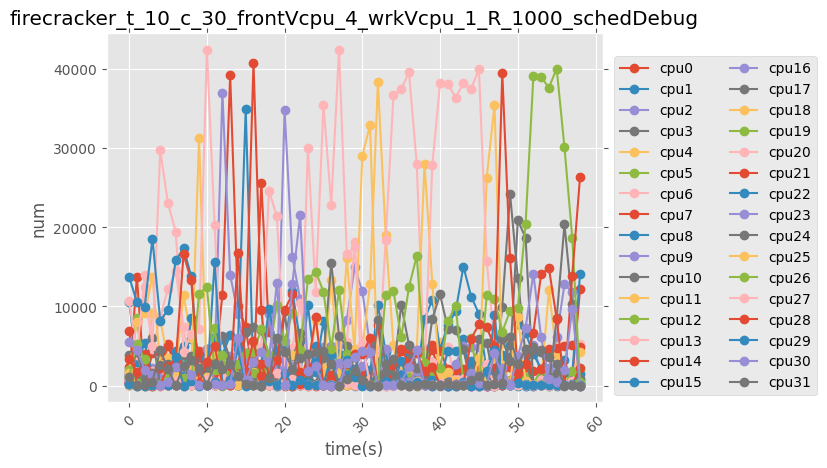 firecracker_t_10_c_30_frontVcpu_4_wrkVcpu_1_R_1000_schedDebug
40000
30000
20000
10000
0
num
0 10 20 30 40 50 60
time(s)
cpu0 cpu16
cpu1 cpu17
cpu2 cpu18
cpu3 cpu19
cpu4 cpu20
cpu5 cpu21
cpu6 cpu22
cpu7 cpu23
cpu8 cpu24
cpu9 cpu25
cpu10 cpu26
cpu11 cpu27
cpu12 cpu28
cpu13 cpu29
cpu14 cpu30
cpu15 cpu31